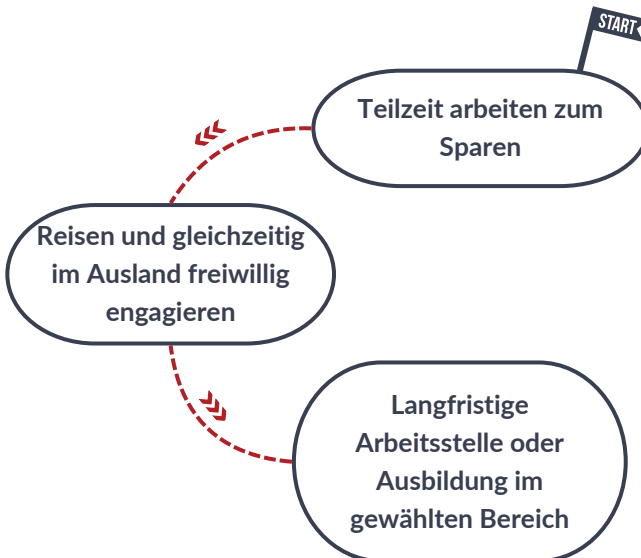 START
Teilzeit arbeiten zum
Sparen
Reisen und gleichzeitig
im Ausland freiwillig
engagieren
Langfristige
Arbeitsstelle oder
Ausbildung im
gewählten Bereich